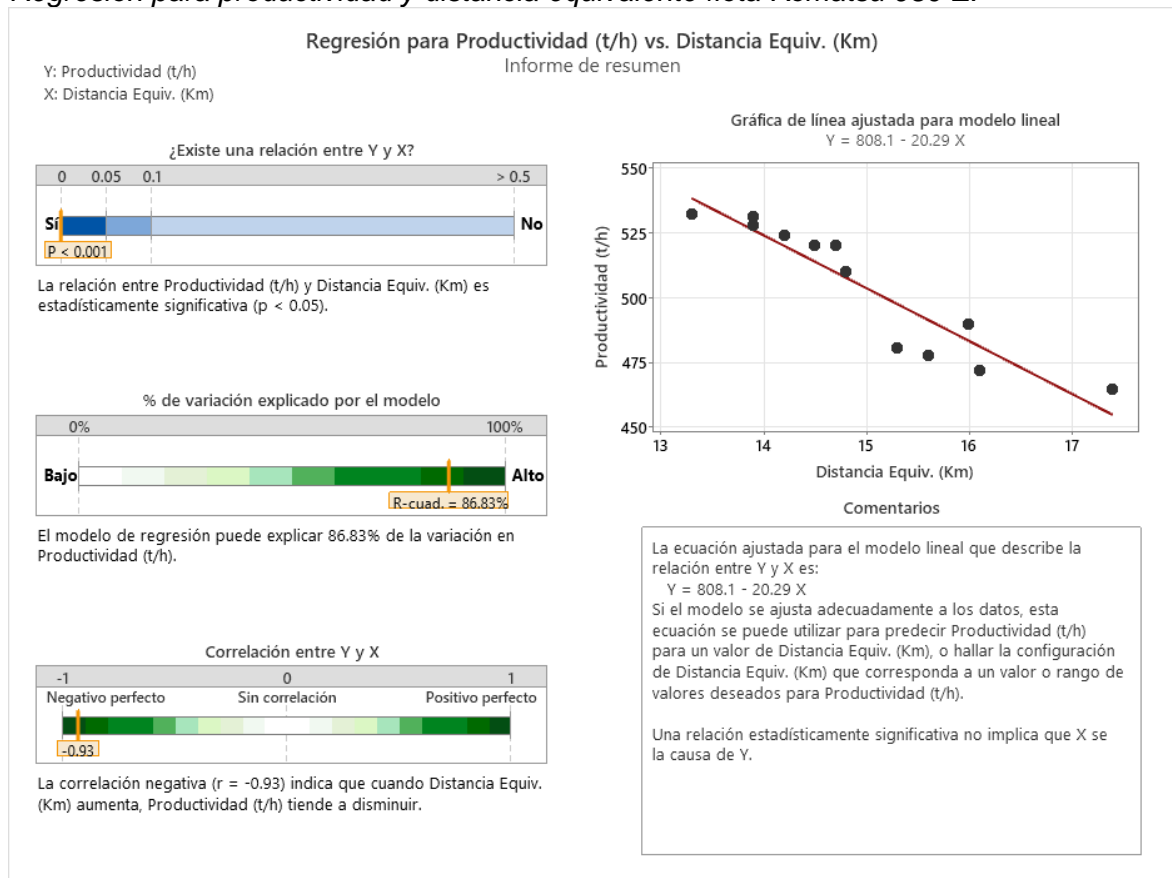 Regresión para Productividad (t/h) vs. Distancia Equiv. (Km)
Informe de resumen
Y: Productividad (t/h)
X: Distancia Equiv. (Km)
¿Existe una relación entre Y y X?
0 0.05 0.1 > 0.5
Sí No
P < 0.001
La relación entre Productividad (t/h) y Distancia Equiv. (Km) es
estadísticamente significativa (p < 0.05).
% de variación explicado por el modelo
0% 100%
Bajo Alto
R-cuad. = 86.83%
El modelo de regresión puede explicar 86.83% de la variación en
Productividad (t/h).
Correlación entre Y y X
-1 0 1
Negativo perfecto Sin correlación Positivo perfecto
-0.93
La correlación negativa (r = -0.93) indica que cuando Distancia Equiv.
(Km) aumenta, Productividad (t/h) tiende a disminuir.
Gráfica de línea ajustada para modelo lineal
Y = 808.1 - 20.29 X
Productividad (t/h)
550
525
500
475
450
13 14 15 16 17
Distancia Equiv. (Km)
Comentarios
La ecuación ajustada para el modelo lineal que describe la
relación entre Y y X es:
Y = 808.1 - 20.29 X
Si el modelo se ajusta adecuadamente a los datos, esta
ecuación se puede utilizar para predecir Productividad (t/h)
para un valor de Distancia Equiv. (Km), o hallar la configuración
de Distancia Equiv. (Km) que corresponda a un valor o rango de
valores deseados para Productividad (t/h).
Una relación estadísticamente significativa no implica que X se
la causa de Y.